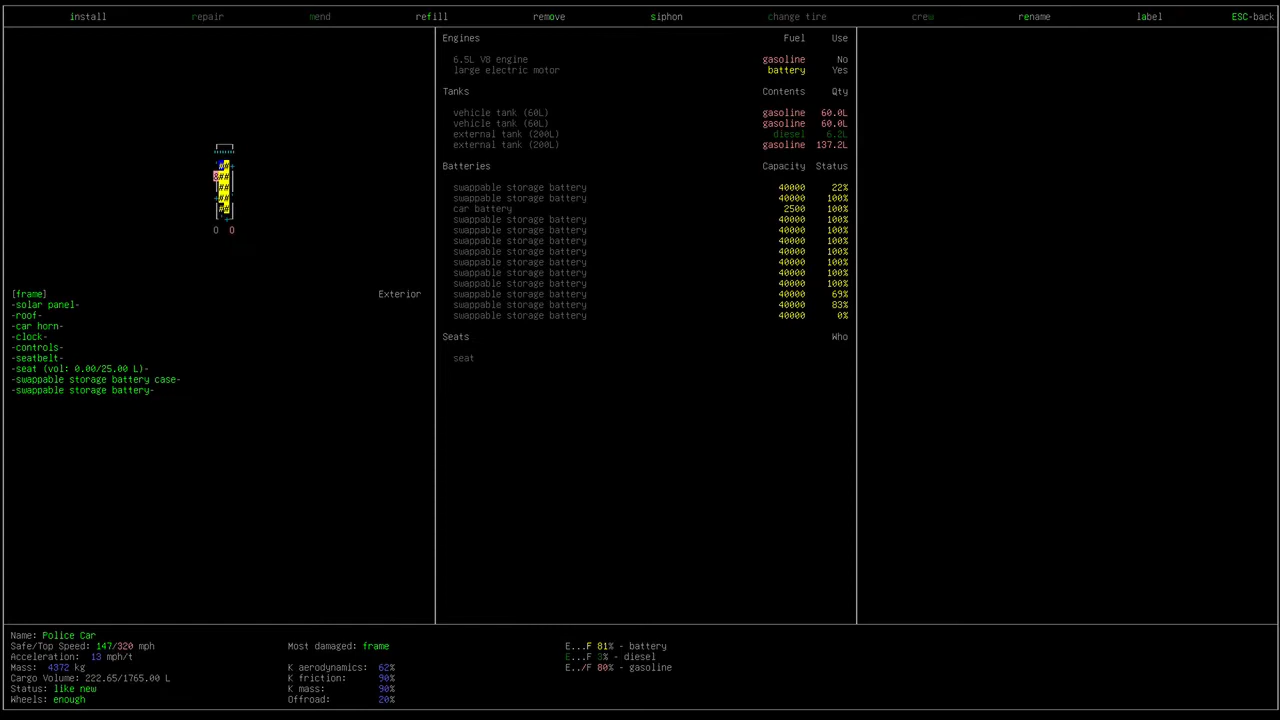 install repair mend refill remove siphon change tire crew rename label ESC-back
Engines Fuel Use
6.5L V8 engine gasoline No
large electric motor battery Yes
Tanks Contents Qty
vehicle tank (60L) gasoline 60.0L
vehicle tank (60L) gasoline 60.0L
external tank (200L) diesel 6.2L
external tank (200L) gasoline 137.2L
Batteries Capacity Status
swappable storage battery 40000 22%
swappable storage battery 40000 100%
car battery 2500 100%
swappable storage battery 40000 100%
swappable storage battery 40000 100%
swappable storage battery 40000 100%
swappable storage battery 40000 100%
swappable storage battery 40000 100%
swappable storage battery 40000 100%
swappable storage battery 40000 100%
swappable storage battery 40000 69%
swappable storage battery 40000 83%
swappable storage battery 40000 0%
Seats Who
seat
[frame] Exterior
-solar panel-
-roof-
-car horn-
-clock-
-controls-
-seatbelt-
-seat (vol: 0.00/25.00 L)-
-swappable storage battery case-
-swappable storage battery-
Name: Police Car
Safe/Top Speed: 147/320 mph Most damaged: frame E...F 81% - battery
Acceleration: 13 mph/t E...F 3% - diesel
Mass: 4372 kg K aerodynamics: 62% E../F 80% - gasoline
Cargo Volume: 222.65/1765.00 L K friction: 90%
Status: like new K mass: 90%
Wheels: enough Offroad: 20%